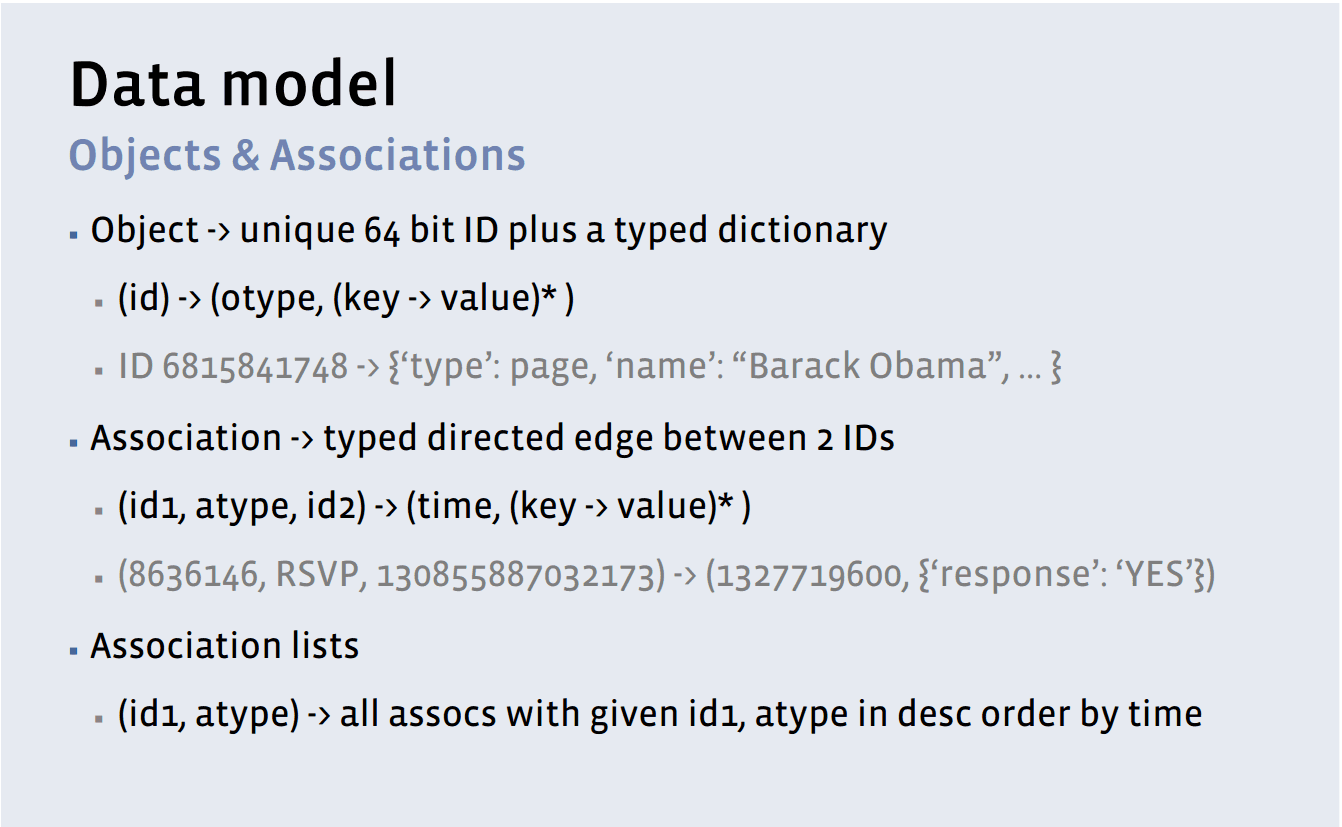 Data model
Objects & Associations
▪ Object -> unique 64 bit ID plus a typed dictionary
▪ (id) -> (otype, (key -> value)* )
▪ ID 6815841748 -> {‘type’: page, ‘name’: “Barack Obama”, … }
▪ Association -> typed directed edge between 2 IDs
▪ (id1, atype, id2) -> (time, (key -> value)* )
▪ (8636146, RSVP, 130855887032173) -> (1327719600, {‘response’: ‘YES’})
▪ Association lists
▪ (id1, atype) -> all assocs with given id1, atype in desc order by time